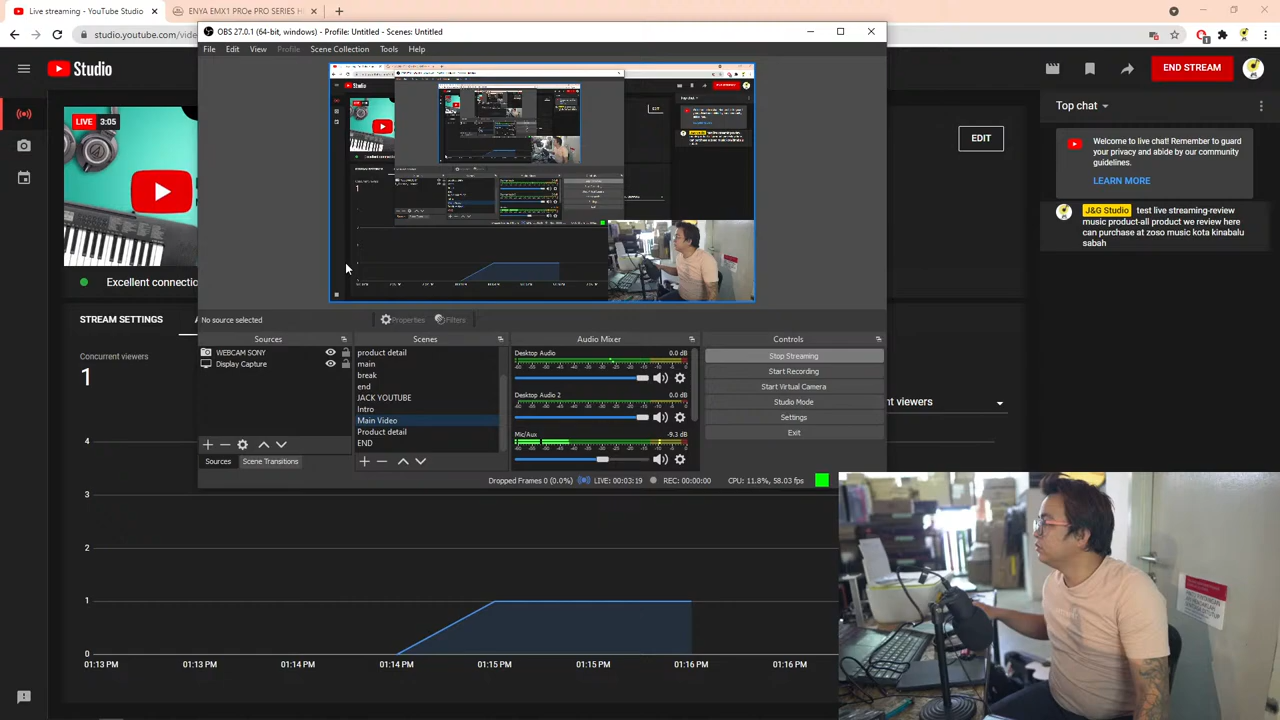 Live streaming - YouTube Studio
ENYA EMX1 PROe PRO SERIES H
studio.youtube.com/vide
Studio
END STREAM
LIVE 3:05
Excellent connectio
STREAM SETTINGS
Concurrent viewers
1
EDIT
nt viewers
Top chat
Welcome to live chat! Remember to guard
your privacy and abide by our community
guidelines.
LEARN MORE
J&G Studio test live streaming-review
music product-all product we review here
can purchase at zoso music kota kinabalu
sabah
OBS 27.0.1 (64-bit, windows) - Profile: Untitled - Scenes: Untitled
File Edit View Profile Scene Collection Tools Help
No source selected
Properties Filters
Sources
WEBCAM SONY
Display Capture
Sources Scene Transitions
Scenes
product detail
main
break
end
JACK YOUTUBE
Intro
Main Video
Product detail
END
Audio Mixer
Desktop Audio 0.0 dB
Desktop Audio 2 0.0 dB
Mic/Aux -9.3 dB
Controls
Stop Streaming
Start Recording
Start Virtual Camera
Studio Mode
Settings
Exit
Dropped Frames 0 (0.0%) LIVE: 00:03:19 REC: 00:00:00 CPU: 11.8%, 58.03 fps
4
3
2
1
0
01:13 PM 01:13 PM 01:14 PM 01:14 PM 01:15 PM 01:15 PM 01:16 PM 01:16 PM